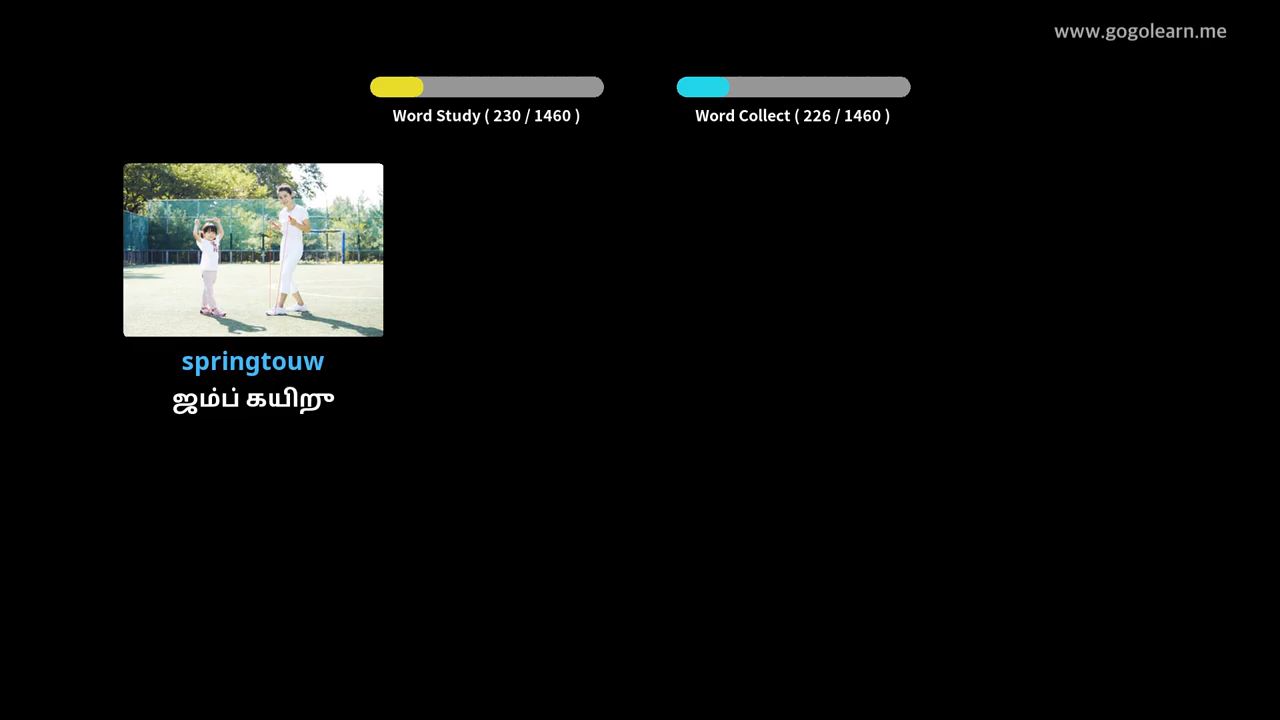 www.gogolearn.me
Word Study ( 230 / 1460 )
Word Collect ( 226 / 1460 )
springtouw
ஜம்ப் கயிறு